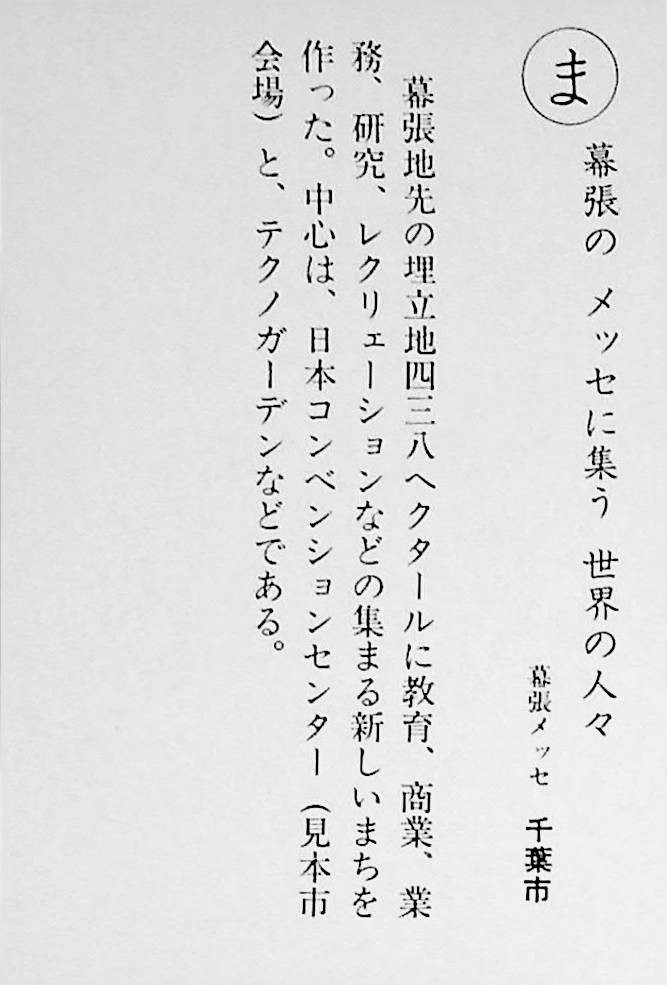 ま
幕張の メッセに集う 世界の人々
幕張メッセ 千葉市
幕張地先の埋立地四三八ヘクタールに教育、商業、業
務、研究、レクリェーションなどの集まる新しいまちを
作った。中心は、日本コンベンションセンター(見本市
会場)と、テクノガーデンなどである。